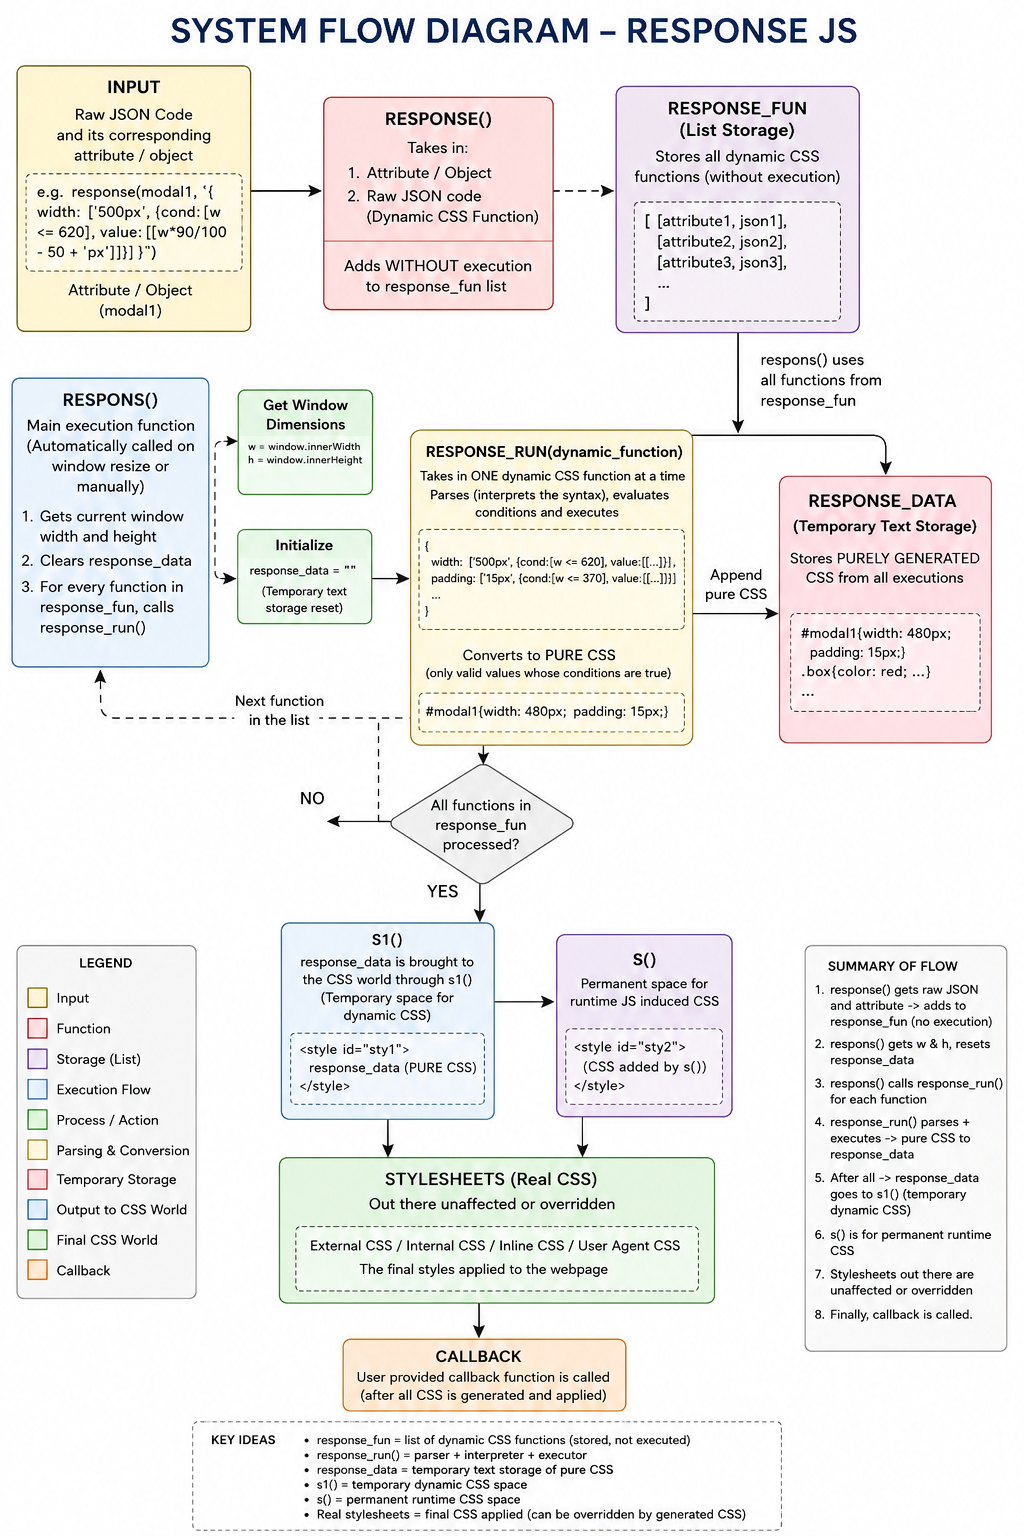 SYSTEM FLOW DIAGRAM – RESPONSE JS
INPUT
Raw JSON Code
and its corresponding
attribute / object
e.g. response(modal1, '{
width: ['500px', {cond:[w
<= 620], value: [[w*90/100
- 50 + 'px']]}] }")
Attribute / Object
(modal1)
RESPONSE()
Takes in:
1. Attribute / Object
2. Raw JSON code
(Dynamic CSS Function)
Adds WITHOUT execution
to response_fun list
RESPONSE_FUN
(List Storage)
Stores all dynamic CSS
functions (without execution)
[ [attribute1, json1],
[attribute2, json2],
[attribute3, json3],
...
]
respons() uses
all functions from
response_fun
RESPONS()
Main execution function
(Automatically called on
window resize or
manually)
1. Gets current window
width and height
2. Clears response_data
3. For every function in
response_fun, calls
response_run()
Get Window
Dimensions
w = window.innerWidth
h = window.innerHeight
Initialize
response_data = ""
(Temporary text
storage reset)
RESPONSE_RUN(dynamic_function)
Takes in ONE dynamic CSS function at a time
Parses (interprets the syntax), evaluates
conditions and executes
{
width: ['500px', {cond:[w <= 620], value:[[...]}],
padding: ['15px', {cond:[w <= 370], value:[[...]]}]
...
}
Converts to PURE CSS
(only valid values whose conditions are true)
#modal1{width: 480px; padding: 15px;}
Append
pure CSS
RESPONSE_DATA
(Temporary Text Storage)
Stores PURELY GENERATED
CSS from all executions
#modal1{width: 480px;
padding: 15px;}
.box{color: red; ...}
...
Next function
in the list
NO
All functions in
response_fun
processed?
YES
S1()
response_data is brought to
the CSS world through s1()
(Temporary space for
dynamic CSS)
<style id="sty1">
response_data (PURE CSS)
</style>
S()
Permanent space for
runtime JS induced CSS
<style id="sty2">
(CSS added by s())
</style>
STYLESHEETS (Real CSS)
Out there unaffected or overridden
External CSS / Internal CSS / Inline CSS / User Agent CSS
The final styles applied to the webpage
CALLBACK
User provided callback function is called
(after all CSS is generated and applied)
LEGEND
Input
Function
Storage (List)
Execution Flow
Process / Action
Parsing & Conversion
Temporary Storage
Output to CSS World
Final CSS World
Callback
SUMMARY OF FLOW
1. response() gets raw JSON
and attribute -> adds to
response_fun (no execution)
2. respons() gets w & h, resets
response_data
3. respons() calls response_run()
for each function
4. response_run() parses +
executes -> pure CSS to
response_data
5. After all -> response_data
goes to s1() (temporary
dynamic CSS)
6. s() is for permanent runtime
CSS
7. Stylesheets out there are
unaffected or overridden
8. Finally, callback is called.
KEY IDEAS
• response_fun = list of dynamic CSS functions (stored, not executed)
• response_run() = parser + interpreter + executor
• response_data = temporary text storage of pure CSS
• s1() = temporary dynamic CSS space
• s() = permanent runtime CSS space
• Real stylesheets = final CSS applied (can be overridden by generated CSS)